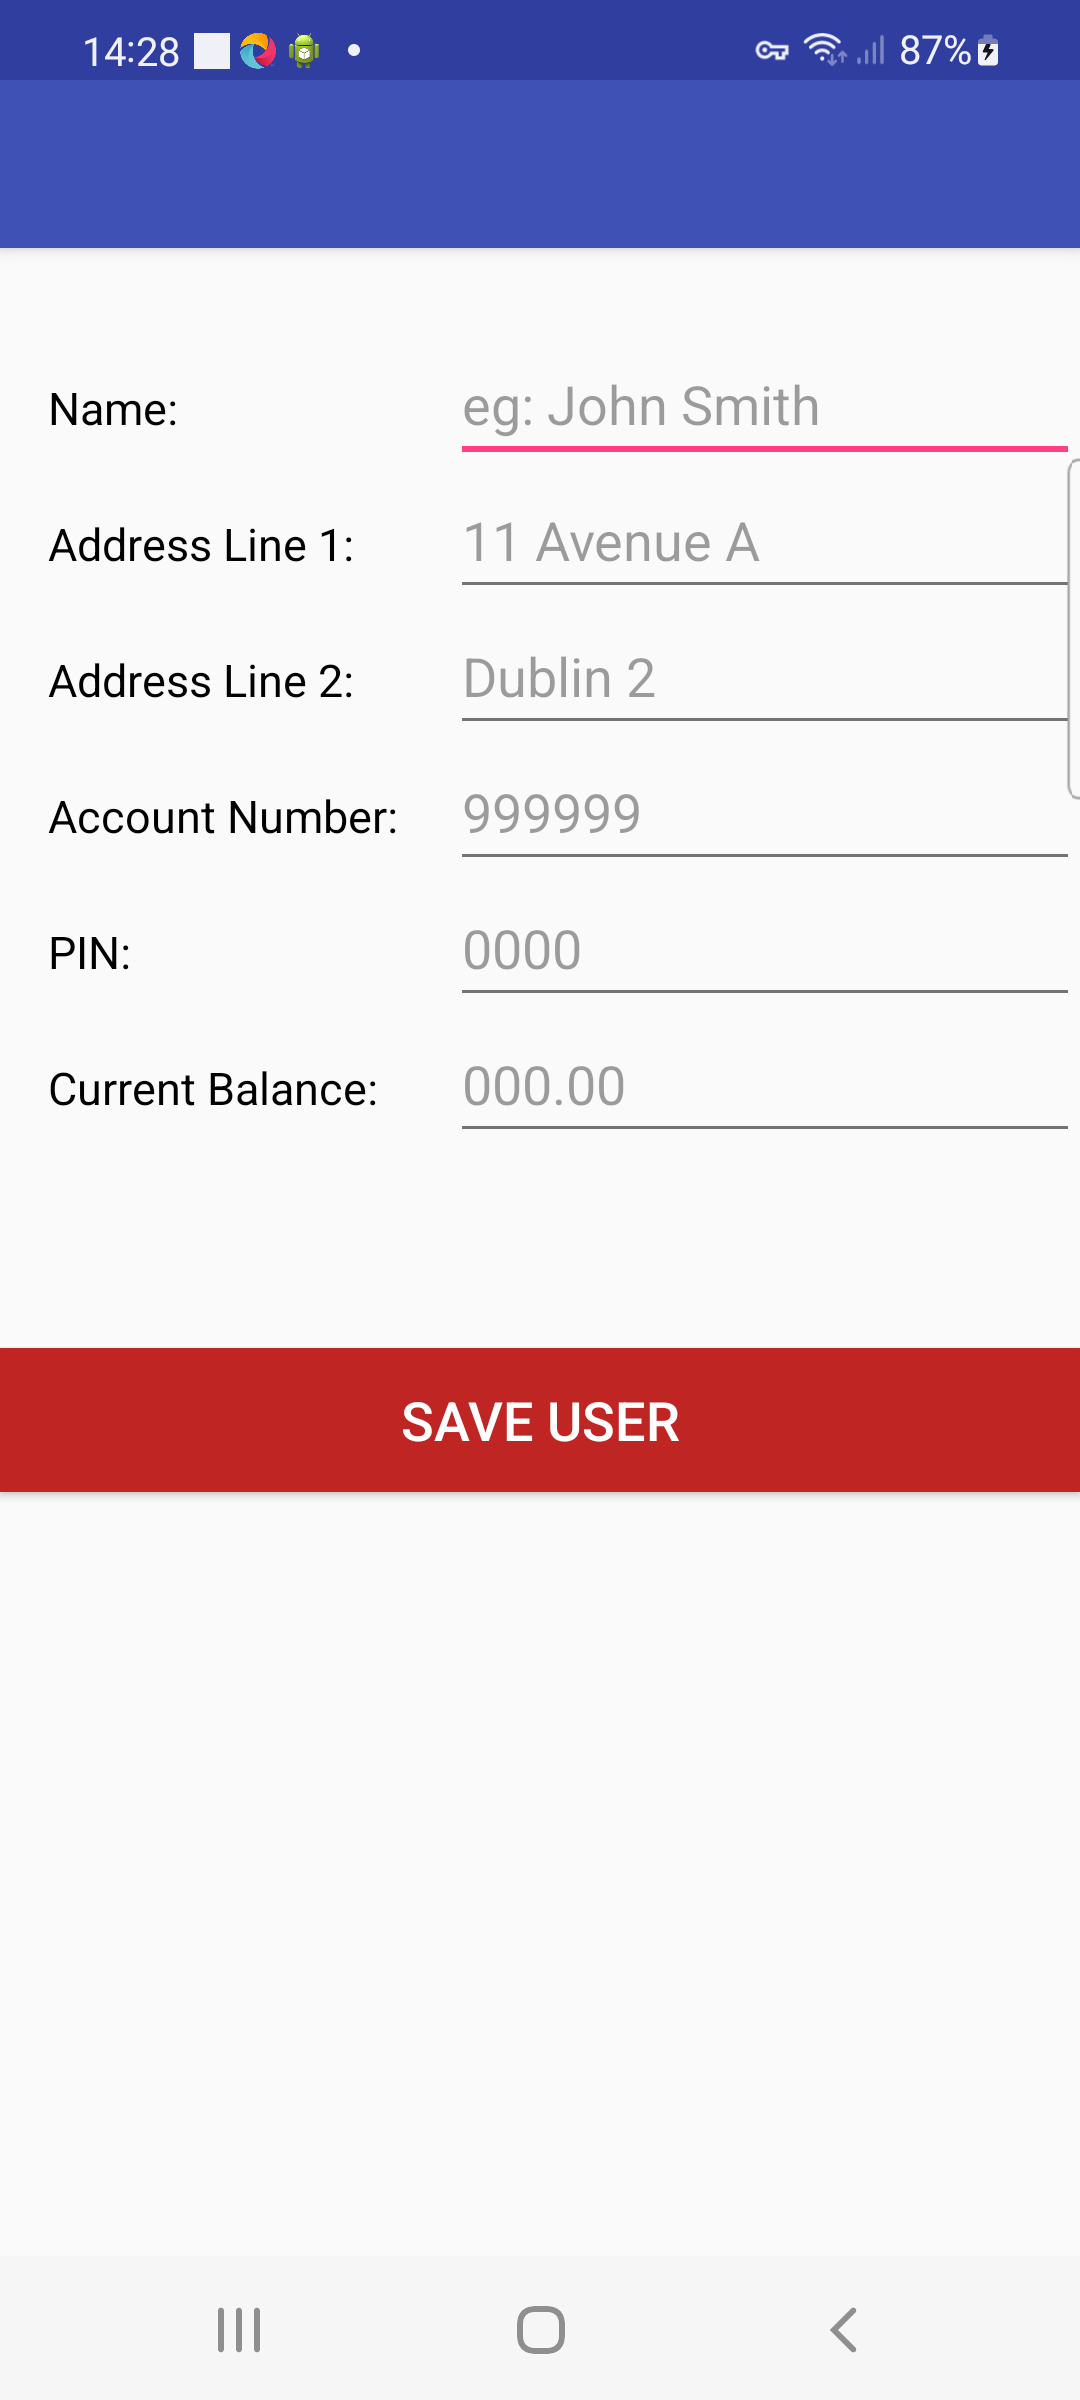 14:28 87%
Name: eg: John Smith
Address Line 1: 11 Avenue A
Address Line 2: Dublin 2
Account Number: 999999
PIN: 0000
Current Balance: 000.00
SAVE USER